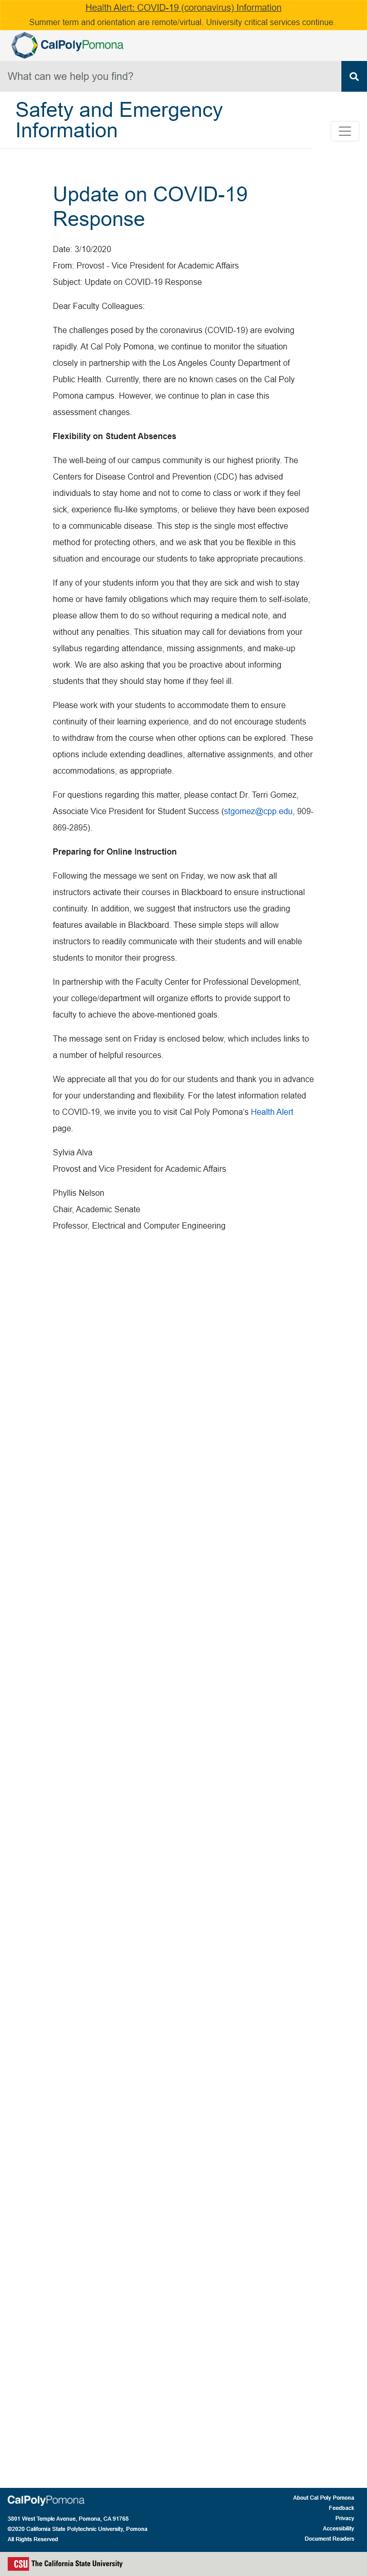 Health Alert: COVID-19 (coronavirus) Information
Summer term and orientation are remote/virtual. University critical services continue
CalPolyPomona
What can we help you find?
Safety and Emergency
Information
Update on COVID-19
Response
Date: 3/10/2020
From: Provost - Vice President for Academic Affairs
Subject: Update on COVID-19 Response
Dear Faculty Colleagues:
The challenges posed by the coronavirus (COVID-19) are evolving
rapidly. At Cal Poly Pomona, we continue to monitor the situation
closely in partnership with the Los Angeles County Department of
Public Health. Currently, there are no known cases on the Cal Poly
Pomona campus. However, we continue to plan in case this
assessment changes.
Flexibility on Student Absences
The well-being of our campus community is our highest priority. The
Centers for Disease Control and Prevention (CDC) has advised
individuals to stay home and not to come to class or work if they feel
sick, experience flu-like symptoms, or believe they have been exposed
to a communicable disease. This step is the single most effective
method for protecting others, and we ask that you be flexible in this
situation and encourage our students to take appropriate precautions.
If any of your students inform you that they are sick and wish to stay
home or have family obligations which may require them to self-isolate,
please allow them to do so without requiring a medical note, and
without any penalties. This situation may call for deviations from your
syllabus regarding attendance, missing assignments, and make-up
work. We are also asking that you be proactive about informing
students that they should stay home if they feel ill.
Please work with your students to accommodate them to ensure
continuity of their learning experience, and do not encourage students
to withdraw from the course when other options can be explored. These
options include extending deadlines, alternative assignments, and other
accommodations, as appropriate.
For questions regarding this matter, please contact Dr. Terri Gomez,
Associate Vice President for Student Success (stgomez@cpp.edu, 909-
869-2895).
Preparing for Online Instruction
Following the message we sent on Friday, we now ask that all
instructors activate their courses in Blackboard to ensure instructional
continuity. In addition, we suggest that instructors use the grading
features available in Blackboard. These simple steps will allow
instructors to readily communicate with their students and will enable
students to monitor their progress.
In partnership with the Faculty Center for Professional Development,
your college/department will organize efforts to provide support to
faculty to achieve the above-mentioned goals.
The message sent on Friday is enclosed below, which includes links to
a number of helpful resources.
We appreciate all that you do for our students and thank you in advance
for your understanding and flexibility. For the latest information related
to COVID-19, we invite you to visit Cal Poly Pomona's Health Alert
page.
Sylvia Alva
Provost and Vice President for Academic Affairs
Phyllis Nelson
Chair, Academic Senate
Professor, Electrical and Computer Engineering
CalPolyPomona
3801 West Temple Avenue, Pomona, CA 91768
©2020 California State Polytechnic University, Pomona
All Rights Reserved
About Cal Poly Pomona
Feedback
Privacy
Accessibility
Document Readers
CSU The California State University